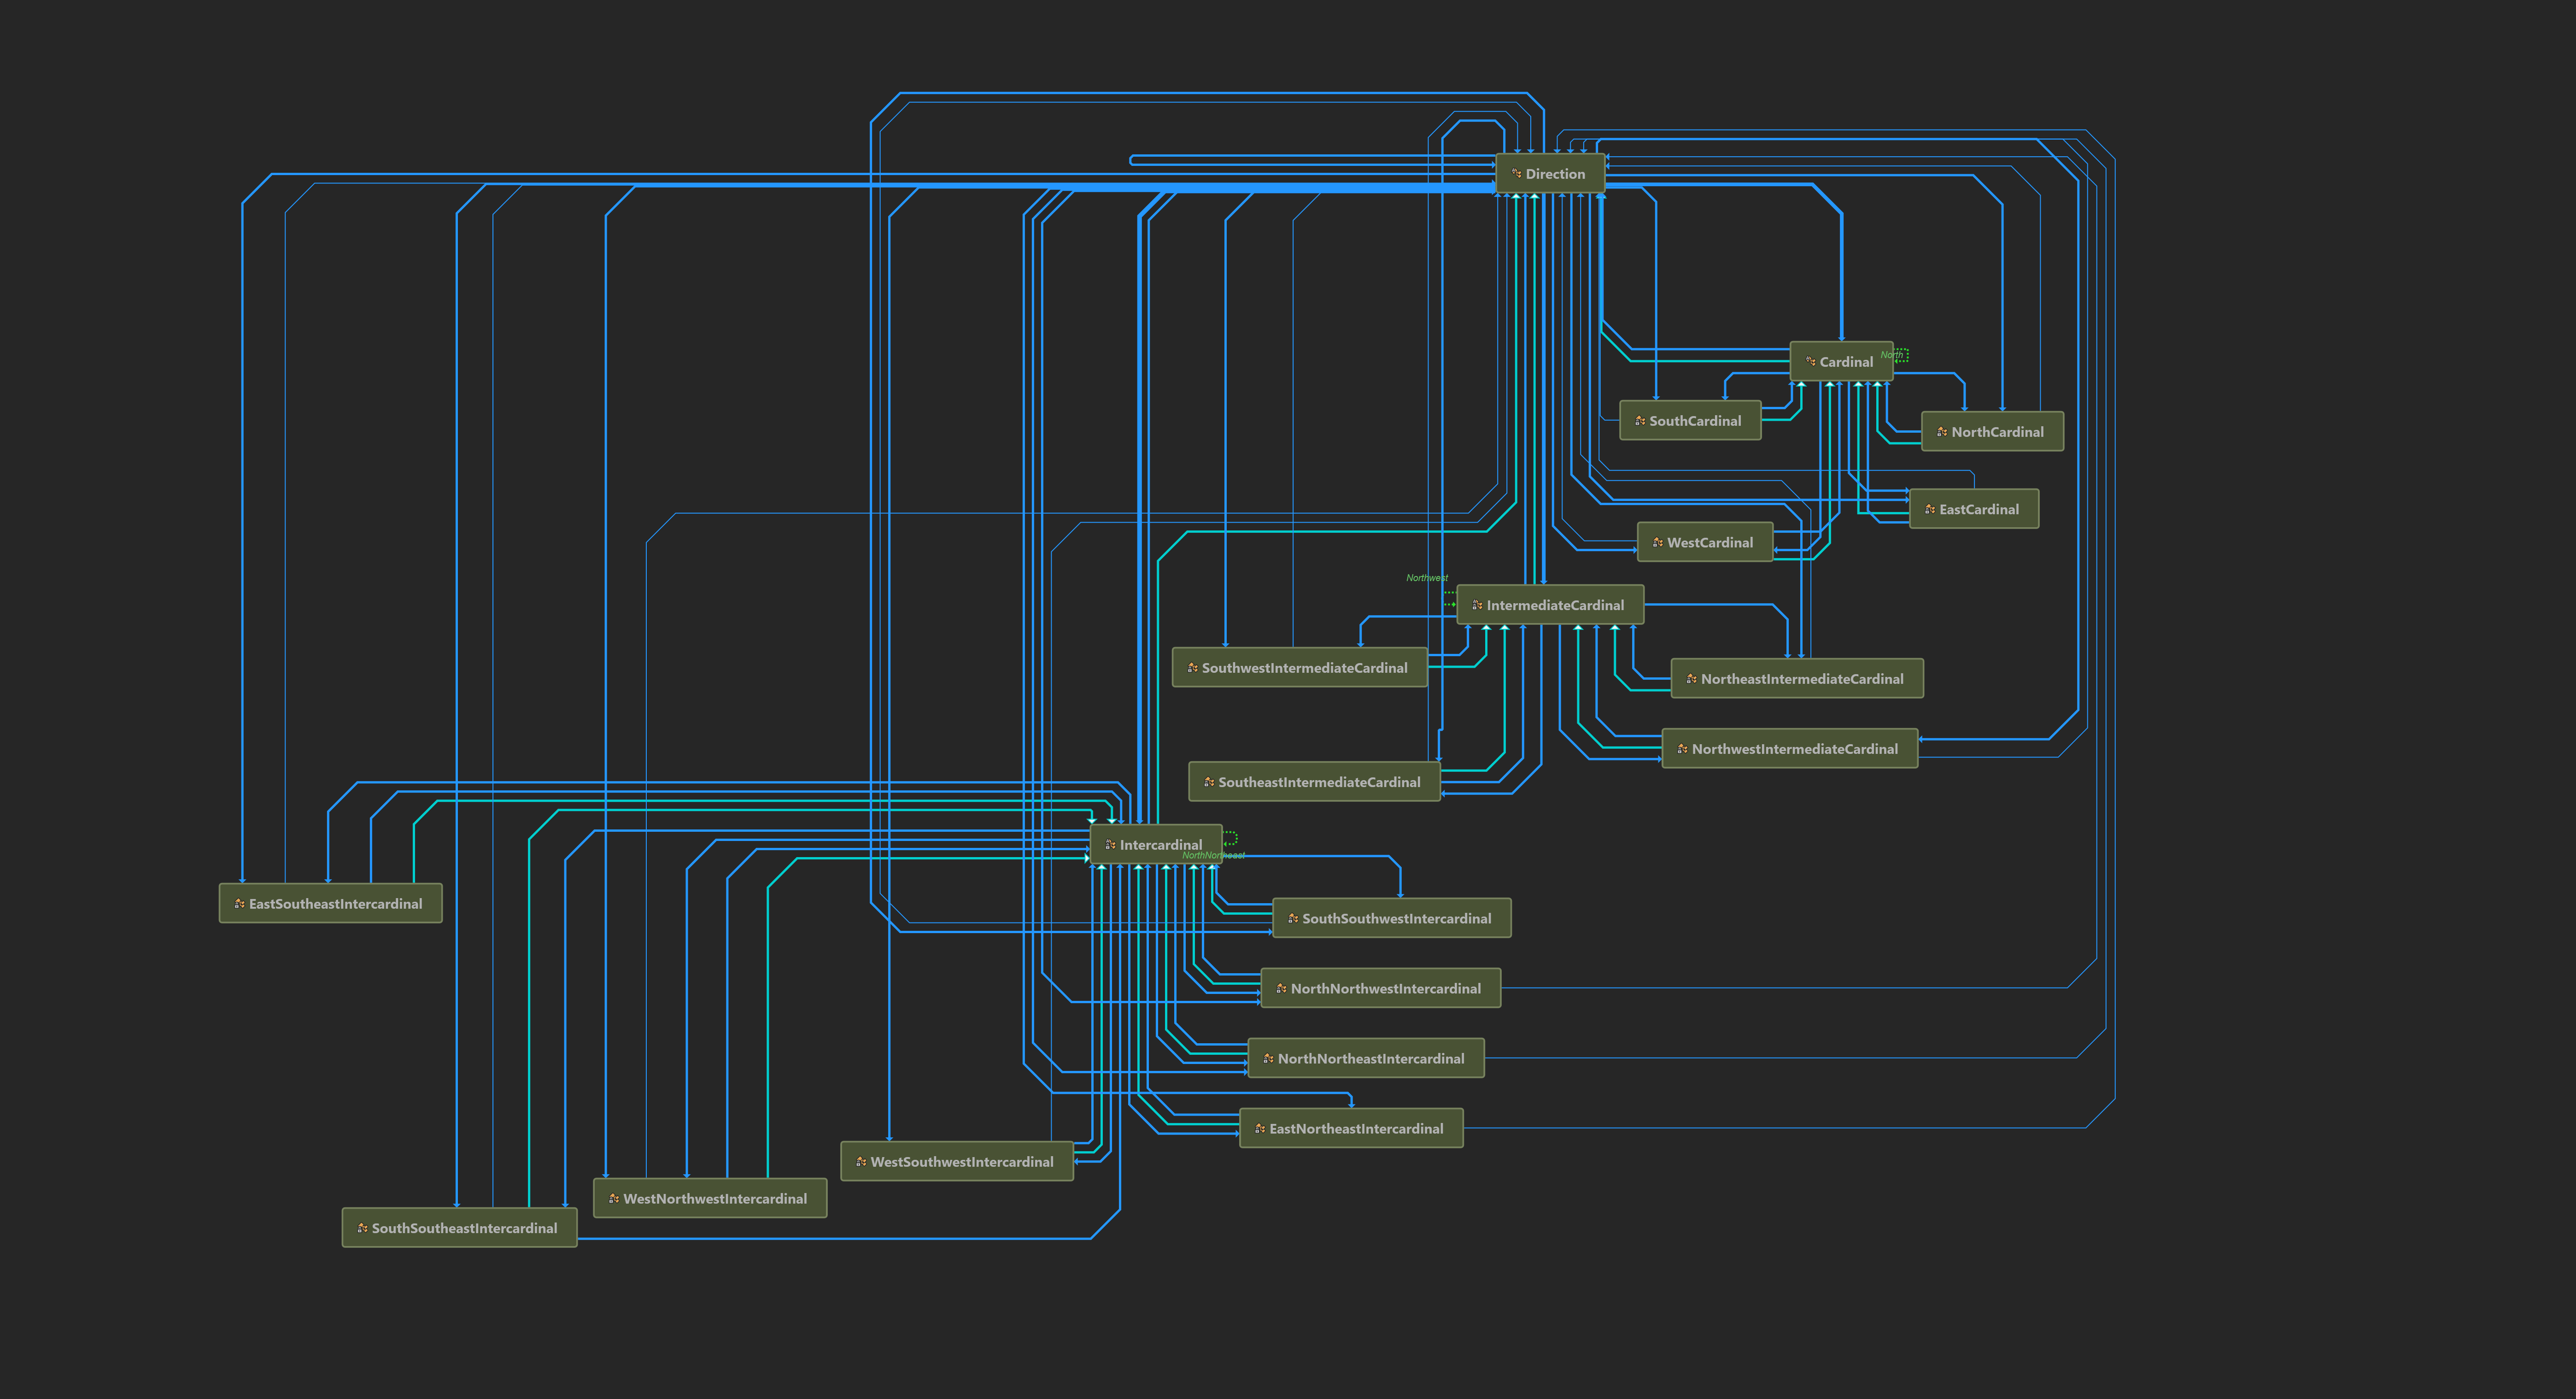 Direction
North
Cardinal
SouthCardinal
NorthCardinal
EastCardinal
WestCardinal
Northwest
IntermediateCardinal
SouthwestIntermediateCardinal
NortheastIntermediateCardinal
NorthwestIntermediateCardinal
SoutheastIntermediateCardinal
Intercardinal
NorthNortheast
EastSoutheastIntercardinal
SouthSouthwestIntercardinal
NorthNorthwestIntercardinal
NorthNortheastIntercardinal
EastNortheastIntercardinal
WestSouthwestIntercardinal
WestNorthwestIntercardinal
SouthSoutheastIntercardinal